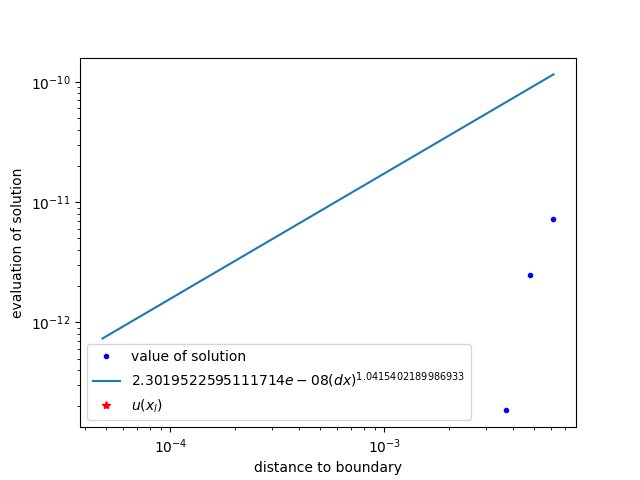 10⁻¹⁰
10⁻¹¹
10⁻¹²
evaluation of solution
value of solution
2.3019522595111714e − 08(dx)¹·⁰⁴¹⁵⁴⁰²¹⁸⁹⁹⁸⁶⁹³³
u(xₗ)
10⁻⁴
10⁻³
distance to boundary